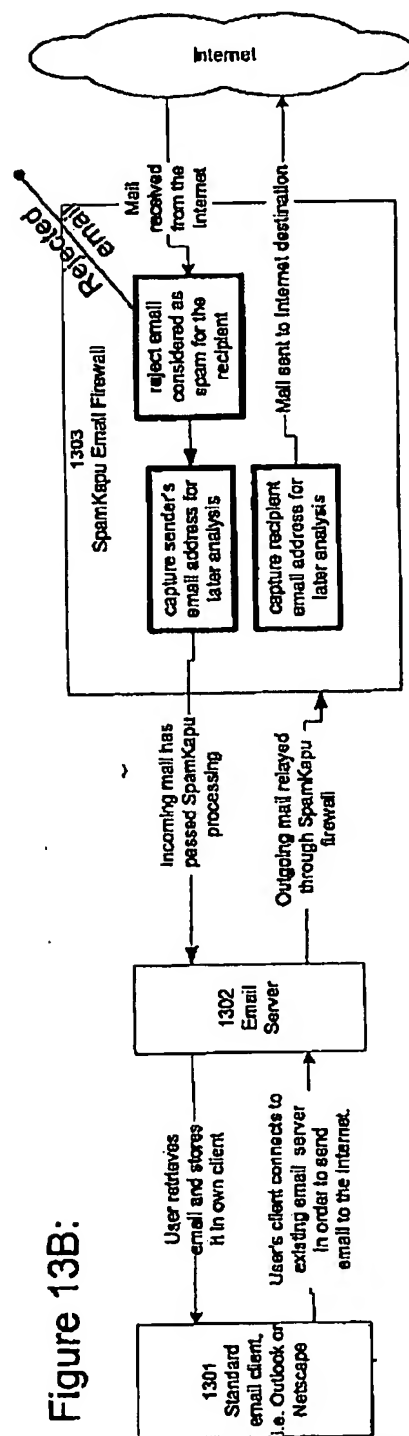 Figure 13B:
1301
Standard
email client,
i.e. Outlook or
Netscape
User retrieves
email and stores
it in own client
User's client connects to
existing email server
in order to send
email to the Internet.
1302
Email
Server
Incoming mail has
passed SpamKapu
processing
Outgoing mail relayed
through SpamKapu
firewall
1303
SpamKapu Email Firewall
capture sender's
email address for
later analysis
reject email
considered as
spam for the
recipient
capture recipient
email address for
later analysis
Rejected
email
Mail
received
from the
Internet
Mail sent to Internet destination
Internet